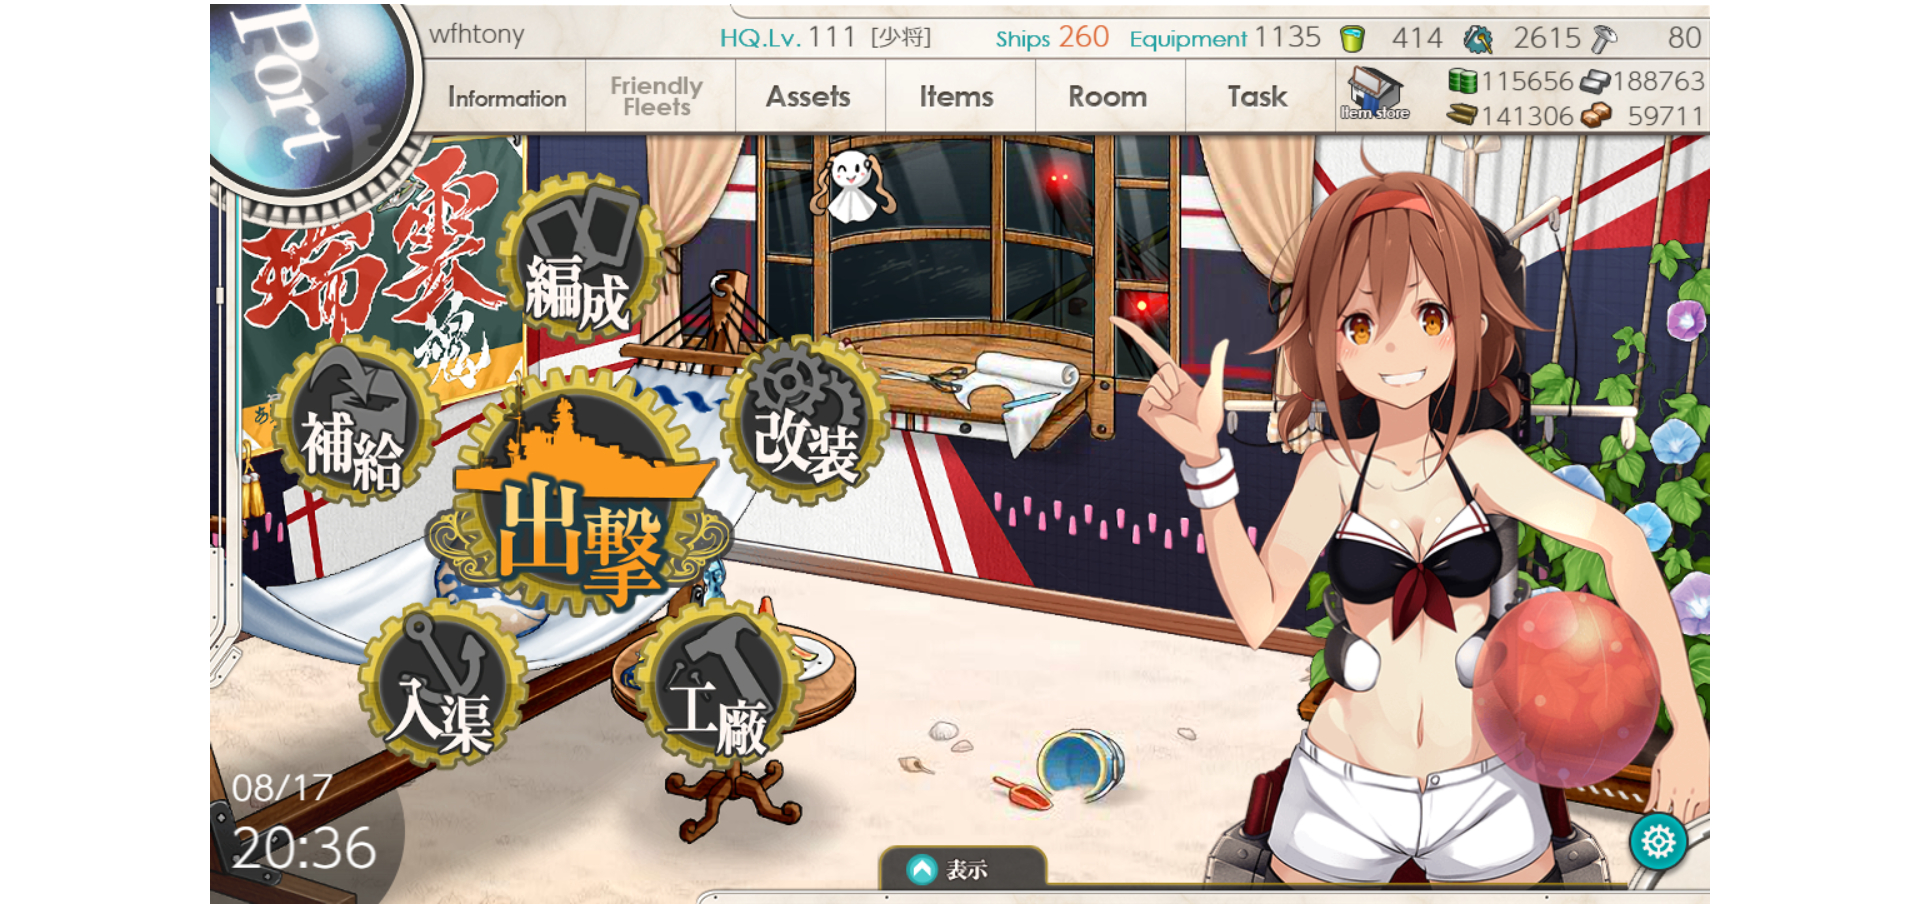 Port
wfhtony
HQ.Lv. 111 [少将]
Ships 260
Equipment 1135
414
2615
80
Information
Friendly
Fleets
Assets
Items
Room
Task
Item store
115656
188763
141306
59711
瑞雲
魂
編成
補給
改装
出撃
入渠
工廠
08/17
20:36
表示